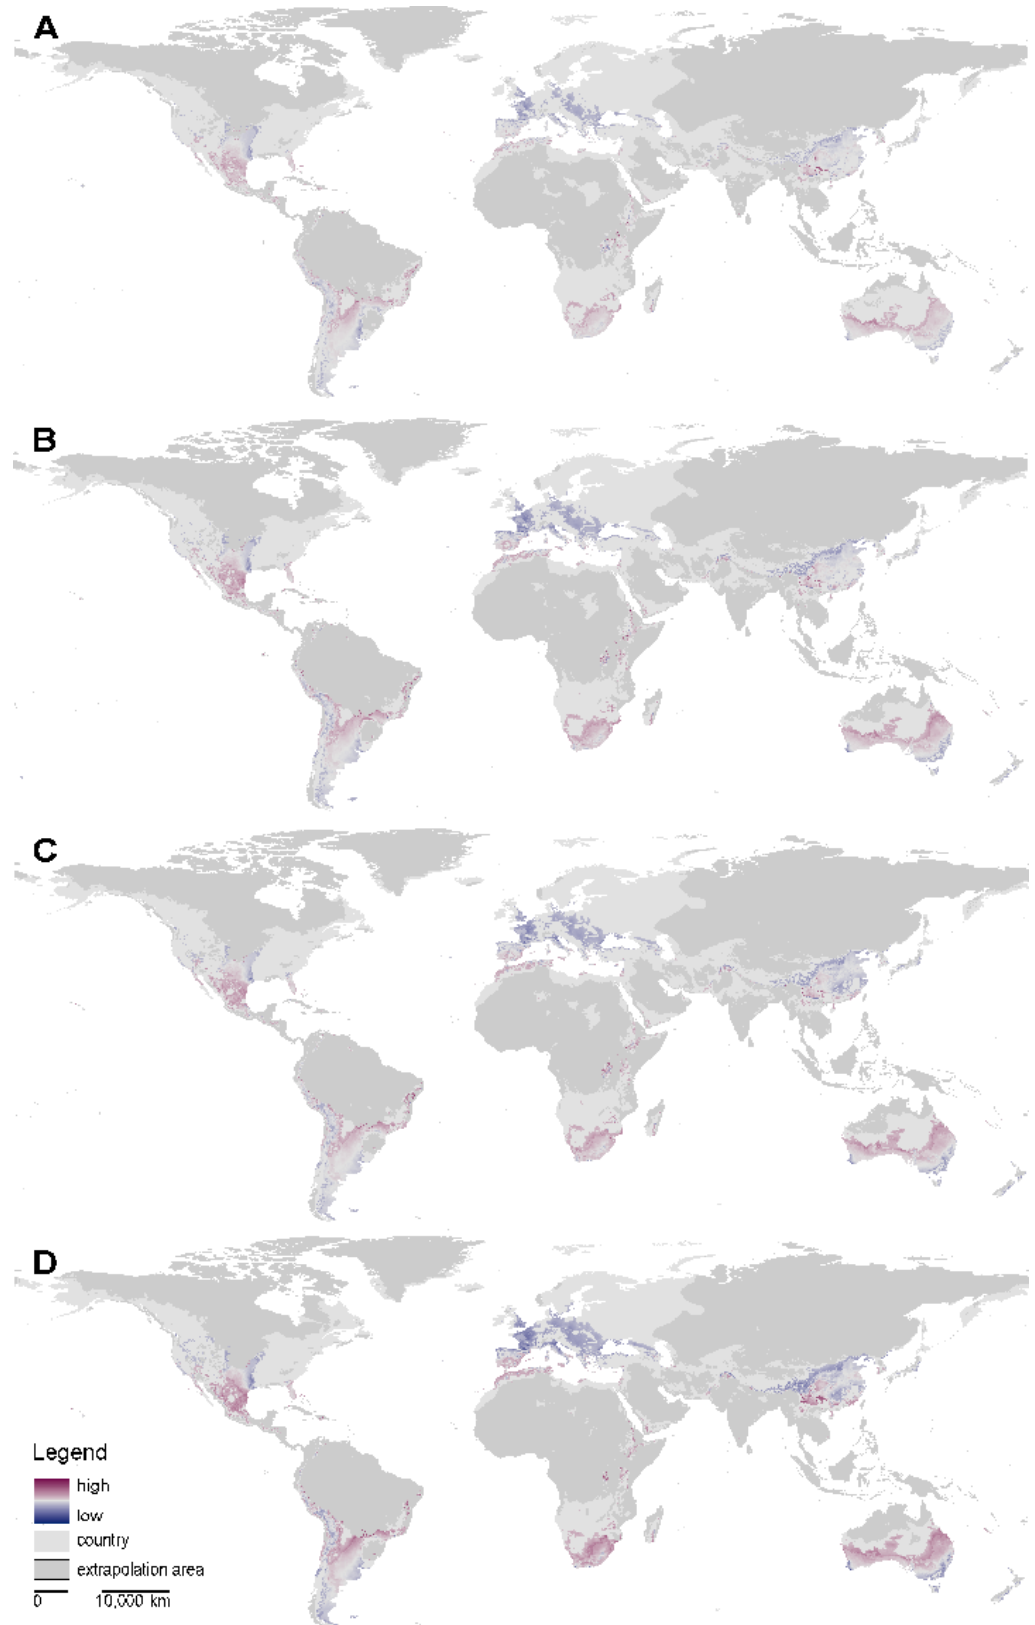 A
B
C
D
Legend
high
low
country
extrapolation area
0 10,000 km